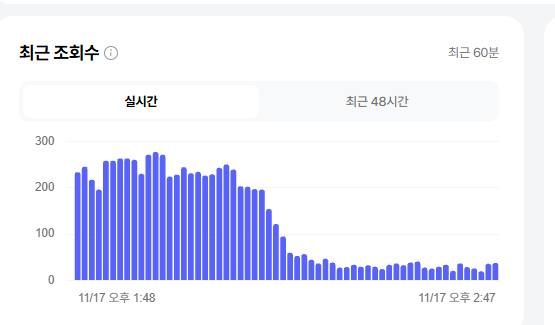 최근 조회수
최근 60분
실시간
최근 48시간
300
200
100
0
11/17 오후 1:48
11/17 오후 2:47